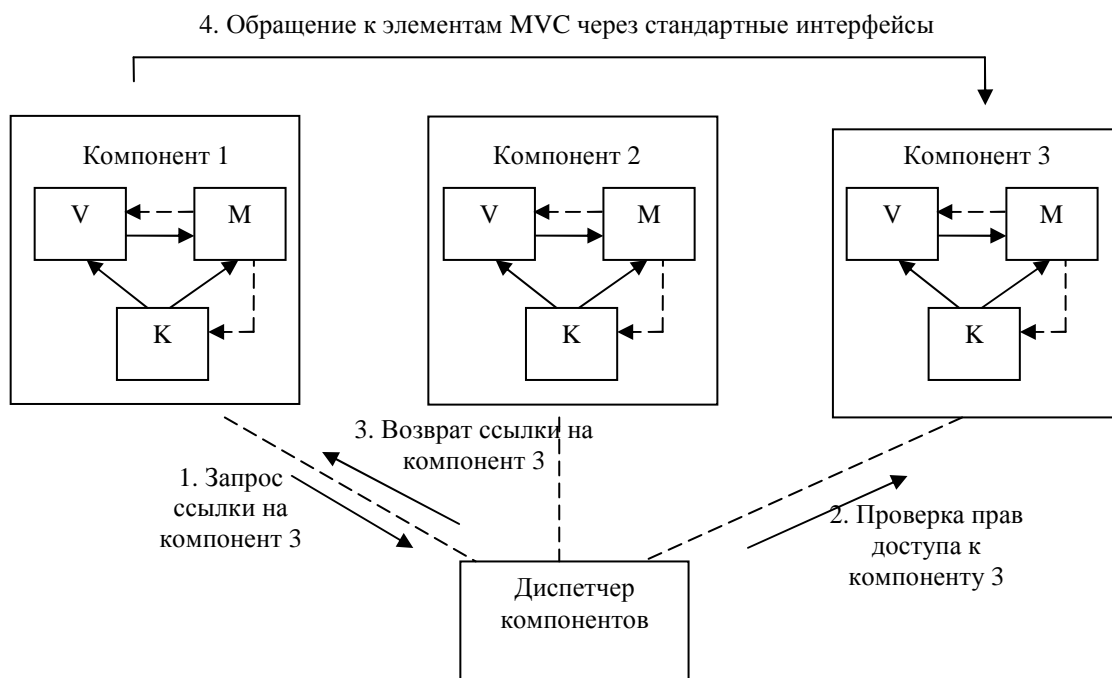 4. Обращение к элементам MVC через стандартные интерфейсы
Компонент 1
V
M
K
Компонент 2
V
M
K
Компонент 3
V
M
K
3. Возврат ссылки на
компонент 3
1. Запрос
ссылки на
компонент 3
2. Проверка прав
доступа к
компоненту 3
Диспетчер
компонентов